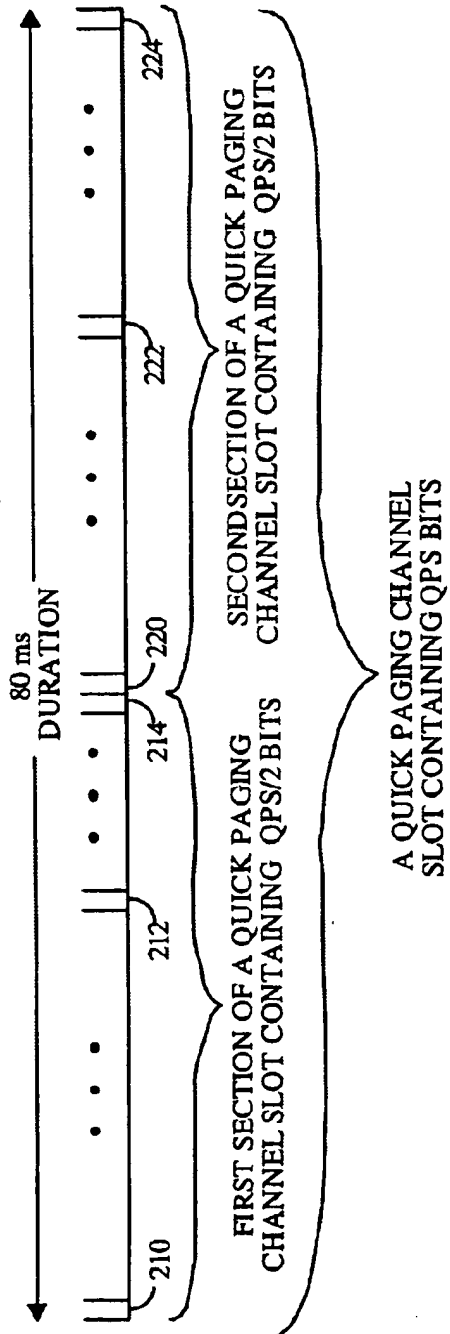 80 ms
DURATION
210
212
214
220
222
224
FIRST SECTION OF A QUICK PAGING
CHANNEL SLOT CONTAINING QPS/2 BITS
SECONDSECTION OF A QUICK PAGING
CHANNEL SLOT CONTAINING QPS/2 BITS
A QUICK PAGING CHANNEL
SLOT CONTAINING QPS BITS